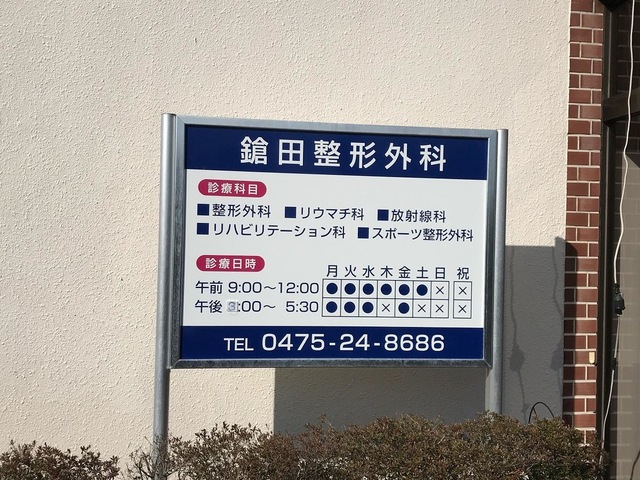 鎗田整形外科
診療科目
■整形外科 ■リウマチ科 ■放射線科
■リハビリテーション科 ■スポーツ整形外科
診療日時
月 火 水 木 金 土 日 祝
午前 9:00～12:00 ● ● ● ● ● ● × ×
午後 3:00～ 5:30 ● ● ● × ● × × ×
TEL 0475-24-8686